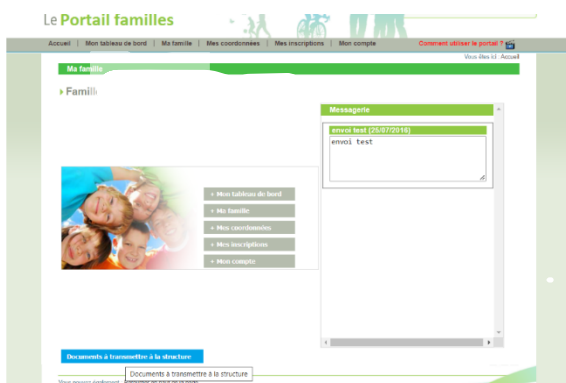 Le Portail familles
Accueil | Mon tableau de bord | Ma famille | Mes coordonnées | Mes inscriptions | Mon compte
Comment utiliser le portail ?
Vous êtes ici : Accueil
Ma famille
Famille
Messagerie
envoi test (25/07/2016)
envoi test
Mon tableau de bord
Ma famille
Mes coordonnées
Mes inscriptions
Mon compte
Documents à transmettre à la structure
Documents à transmettre à la structure